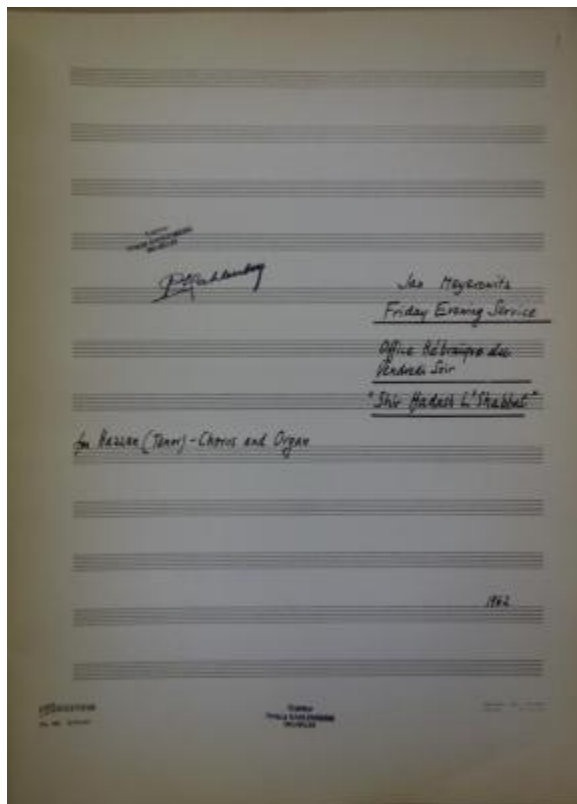 Jan Meyerowitz
Friday Evening Service
Office Hébraïque du
Vendredi Soir
"Shir Hadash L'Shabbat"
for Hazzan (Tenor) - Chorus and Organ
1962